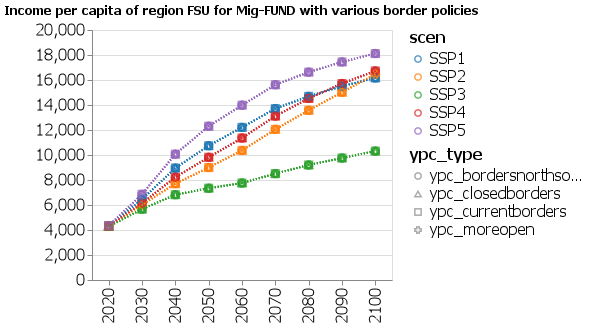 Income per capita of region FSU for Mig-FUND with various border policies
20,000
18,000
16,000
14,000
12,000
10,000
8,000
6,000
4,000
2,000
0
2020
2030
2040
2050
2060
2070
2080
2090
2100
scen
SSP1
SSP2
SSP3
SSP4
SSP5
ypc_type
ypc_bordersnorthso...
ypc_closedborders
ypc_currentborders
ypc_moreopen